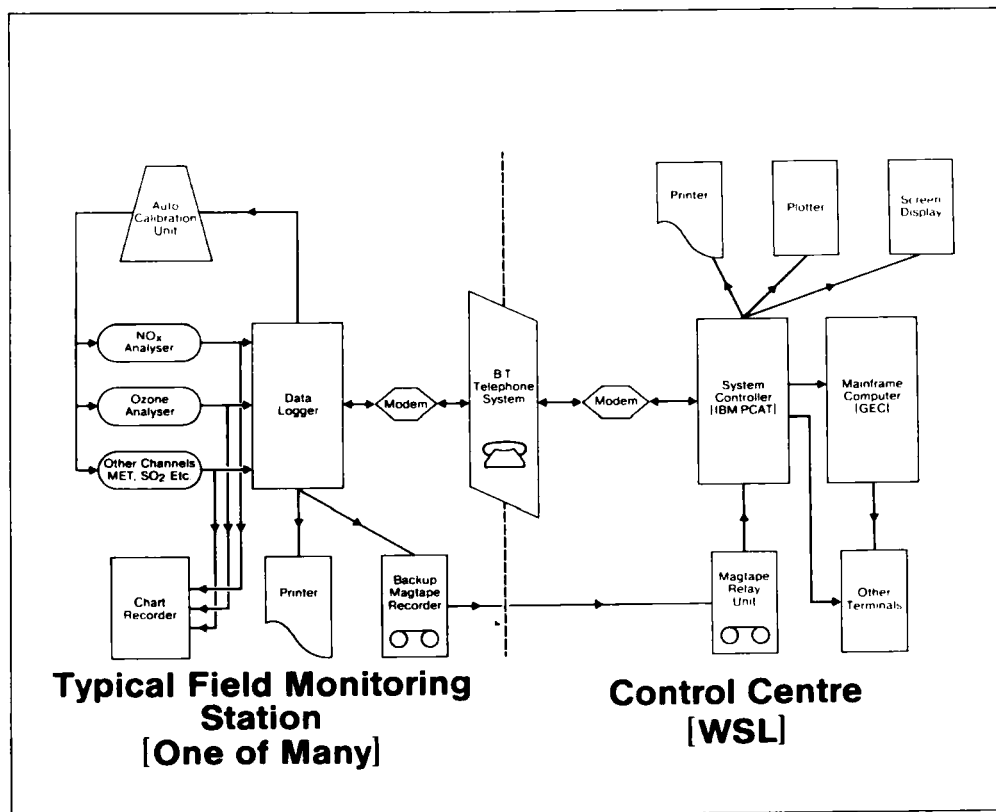 Auto
Calibration
Unit
Printer
Plotter
Screen
Display
NOx
Analyser
Ozone
Analyser
Other Channels
MET, SO2 Etc
Data
Logger
Modem
B T
Telephone
System
Modem
System
Controller
[IBM PCAT]
Mainframe
Computer
[GEC]
Chart
Recorder
Printer
Backup
Magtape
Recorder
Magtape
Relay
Unit
Other
Terminals
Typical Field Monitoring
Station
[One of Many]
Control Centre
[WSL]